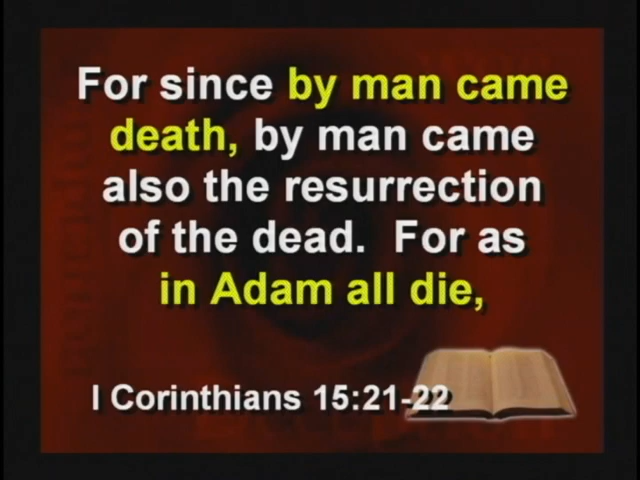 For since by man came
death, by man came
also the resurrection
of the dead. For as
in Adam all die,
I Corinthians 15:21-22